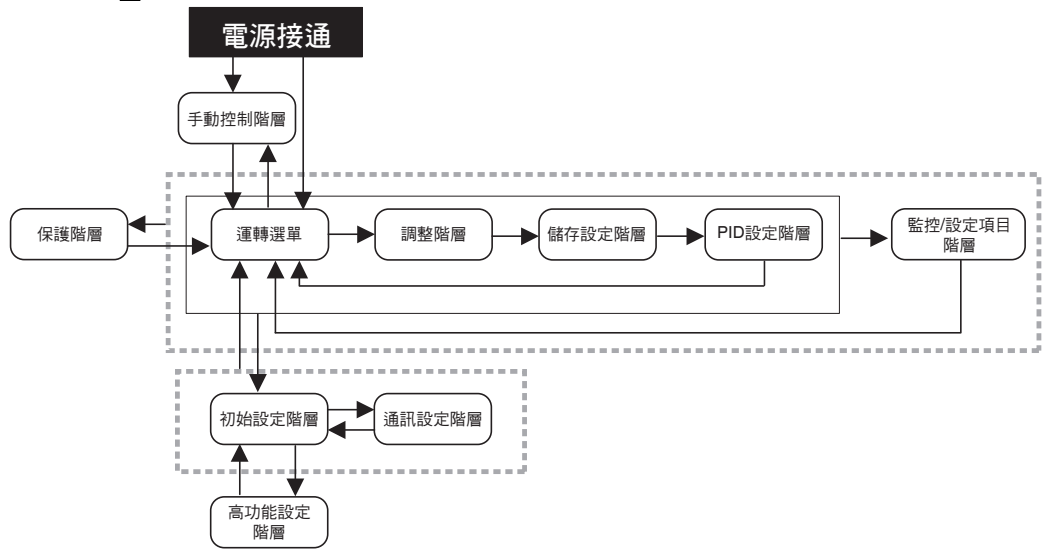 電源接通
手動控制階層
保護階層
運轉選單
調整階層
儲存設定階層
PID設定階層
監控/設定項目
階層
初始設定階層
通訊設定階層
高功能設定
階層